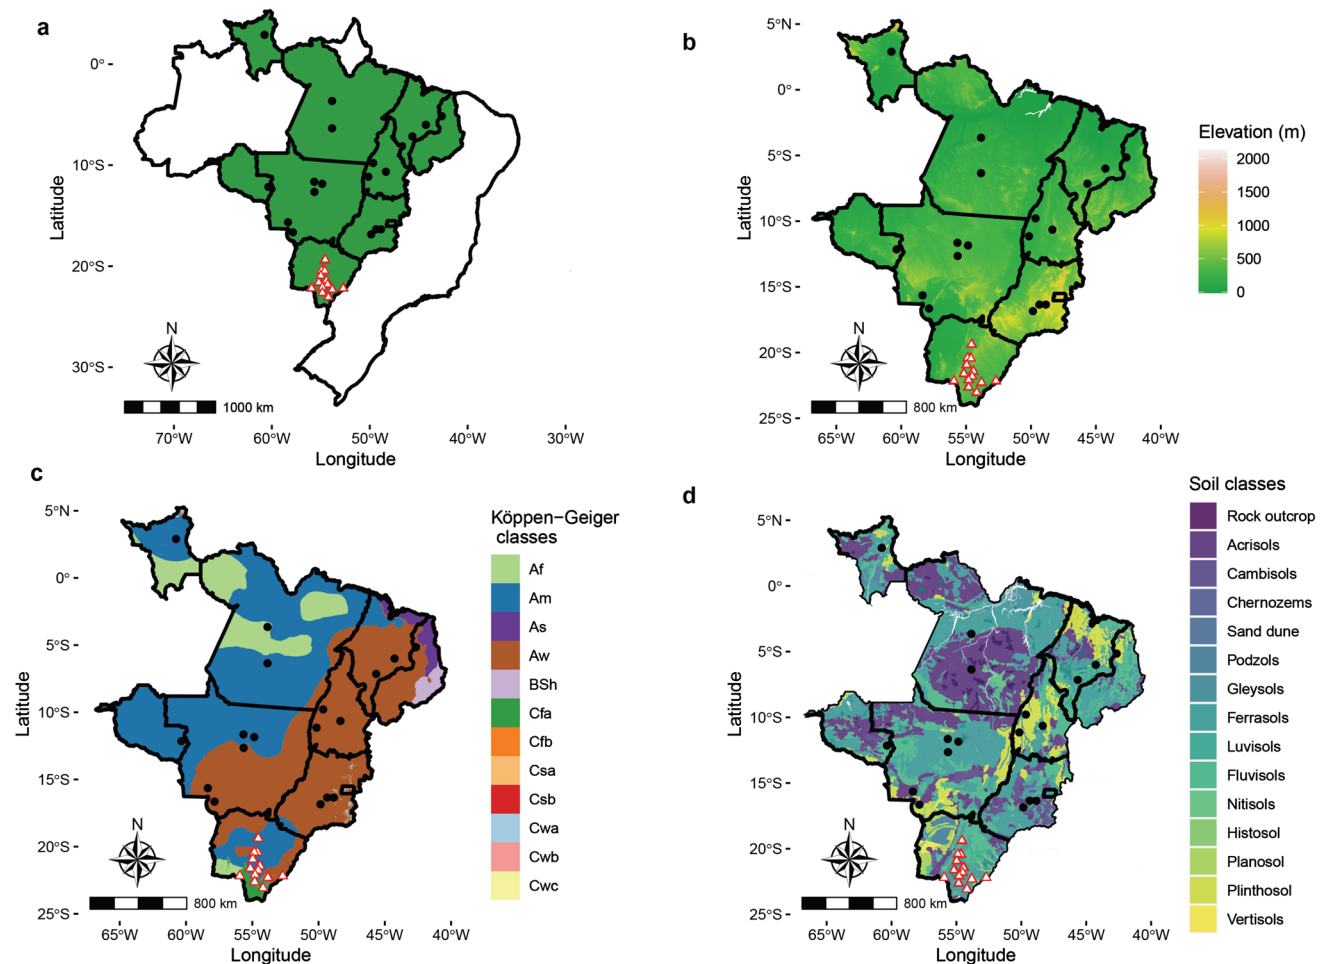 a
0°
10°S
20°S
30°S
Latitude
N
1000 km
70°W
60°W
50°W
40°W
30°W
Longitude
b
5°N
0°
5°S
10°S
15°S
20°S
25°S
Latitude
N
800 km
65°W
60°W
55°W
50°W
45°W
40°W
Longitude
Elevation (m)
2000
1500
1000
500
0
c
5°N
0°
5°S
10°S
15°S
20°S
25°S
Latitude
N
800 km
65°W
60°W
55°W
50°W
45°W
40°W
Longitude
Köppen−Geiger
classes
Af
Am
As
Aw
BSh
Cfa
Cfb
Csa
Csb
Cwa
Cwb
Cwc
d
5°N
0°
5°S
10°S
15°S
20°S
25°S
Latitude
N
800 km
65°W
60°W
55°W
50°W
45°W
40°W
Longitude
Soil classes
Rock outcrop
Acrisols
Cambisols
Chernozems
Sand dune
Podzols
Gleysols
Ferrasols
Luvisols
Fluvisols
Nitisols
Histosol
Planosol
Plinthosol
Vertisols